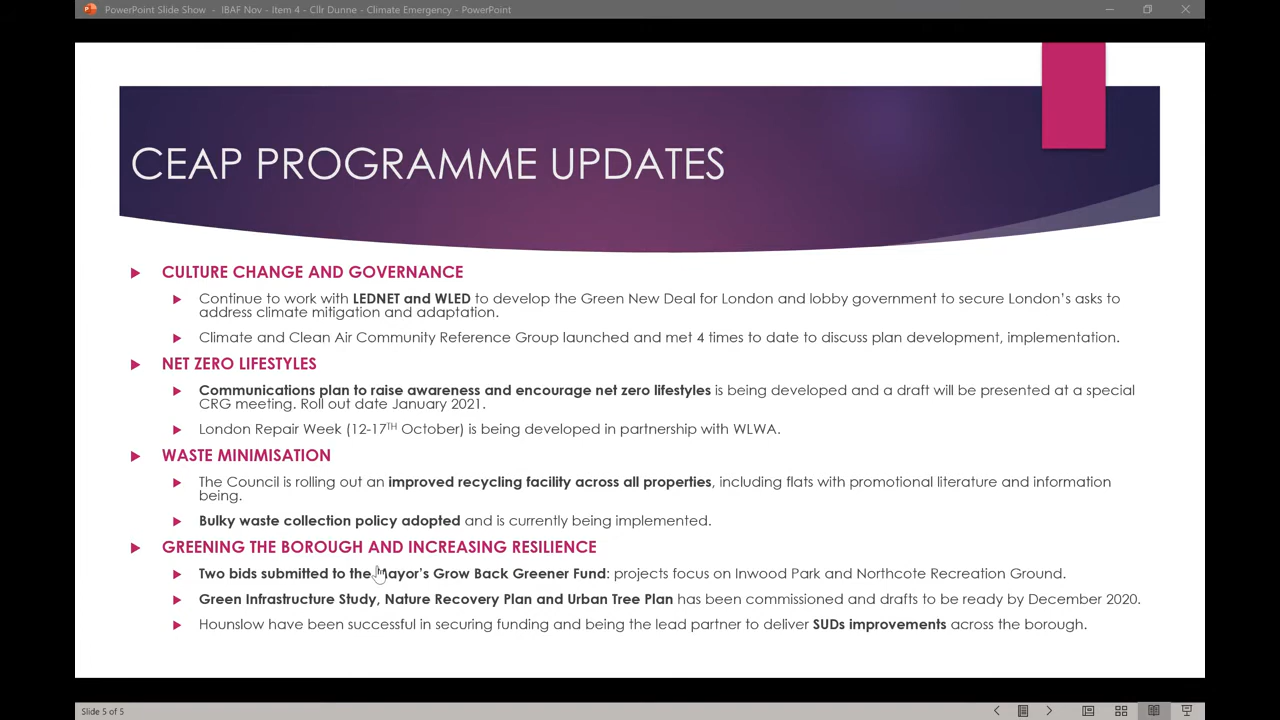 PowerPoint Slide Show - IBAF Nov - Item 4 - Cllr Dunne - Climate Emergency - PowerPoint
CEAP PROGRAMME UPDATES
CULTURE CHANGE AND GOVERNANCE
Continue to work with LEDNET and WLED to develop the Green New Deal for London and lobby government to secure London's asks to
address climate mitigation and adaptation.
Climate and Clean Air Community Reference Group launched and met 4 times to date to discuss plan development, implementation.
NET ZERO LIFESTYLES
Communications plan to raise awareness and encourage net zero lifestyles is being developed and a draft will be presented at a special
CRG meeting. Roll out date January 2021.
London Repair Week (12-17TH October) is being developed in partnership with WLWA.
WASTE MINIMISATION
The Council is rolling out an improved recycling facility across all properties, including flats with promotional literature and information
being.
Bulky waste collection policy adopted and is currently being implemented.
GREENING THE BOROUGH AND INCREASING RESILIENCE
Two bids submitted to the Mayor's Grow Back Greener Fund: projects focus on Inwood Park and Northcote Recreation Ground.
Green Infrastructure Study, Nature Recovery Plan and Urban Tree Plan has been commissioned and drafts to be ready by December 2020.
Hounslow have been successful in securing funding and being the lead partner to deliver SUDs improvements across the borough.
Slide 5 of 5